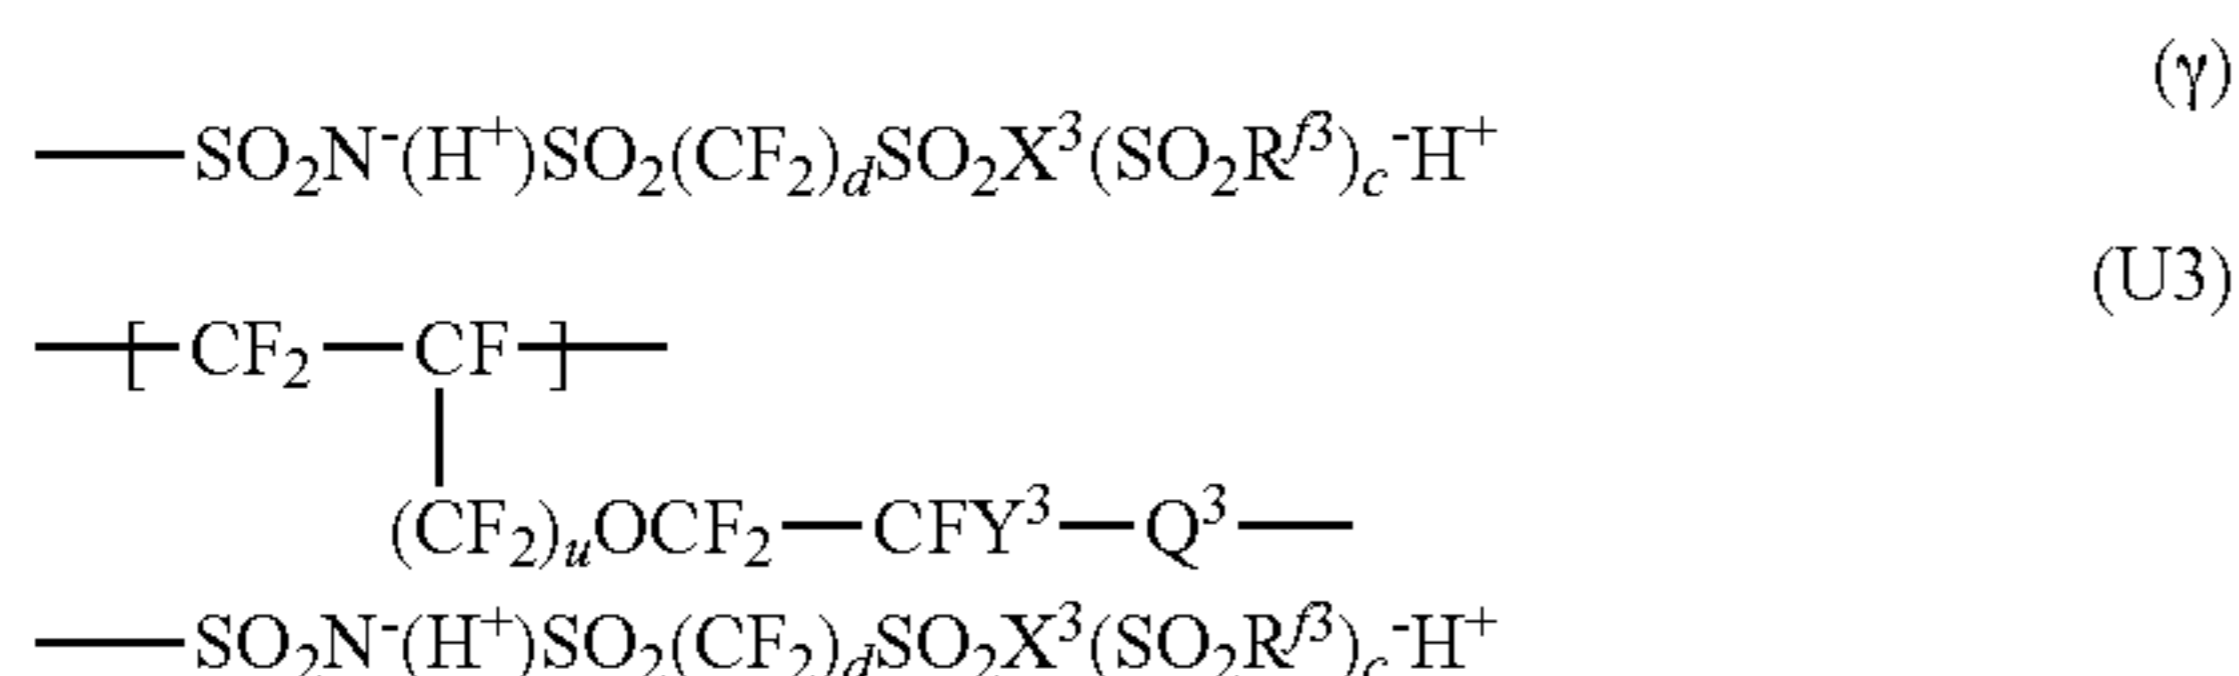 (γ)
—SO₂N⁻(H⁺)SO₂(CF₂)dSO₂X³(SO₂Rᶠ³)c⁻H⁺
(U3)
—[CF₂—CF]—
(CF₂)uOCF₂—CFY³—Q³—
—SO₂N⁻(H⁺)SO₂(CF₂)dSO₂X³(SO₂Rᶠ³)c⁻H⁺